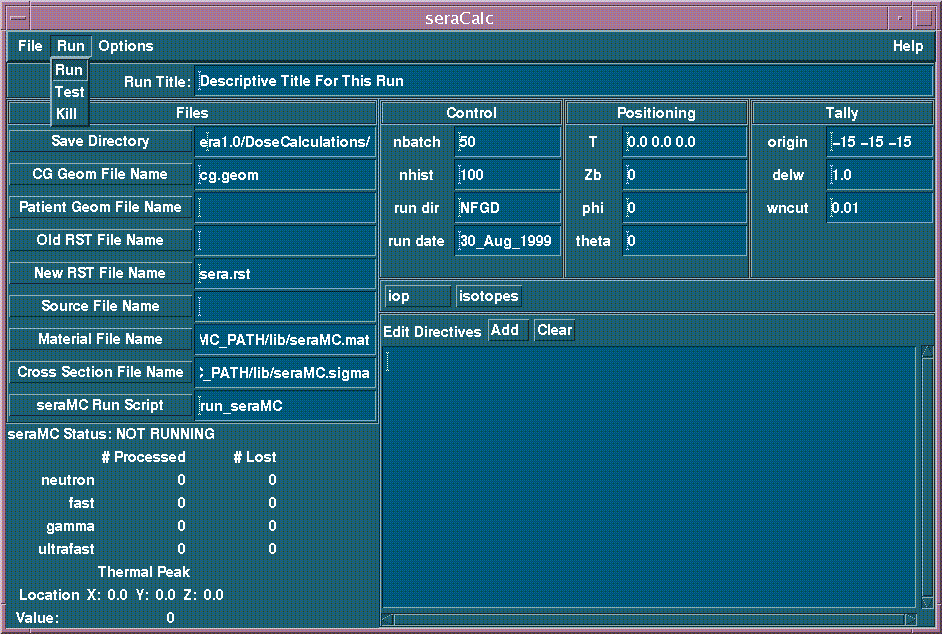 seraCalc
File Run Options Help
Run
Test
Kill
Run Title: Descriptive Title For This Run
Files
Save Directory era1.0/DoseCalculations/
CG Geom File Name cg.geom
Patient Geom File Name
Old RST File Name
New RST File Name sera.rst
Source File Name
Material File Name MC_PATH/lib/seraMC.mat
Cross Section File Name C_PATH/lib/seraMC.sigma
seraMC Run Script run_seraMC
Control
nbatch 50
nhist 100
run dir NFGD
run date 30_Aug_1999
Positioning
T 0.0 0.0 0.0
Zb 0
phi 0
theta 0
Tally
origin -15 -15 -15
delw 1.0
wncut 0.01
iop isotopes
Edit Directives Add Clear
seraMC Status: NOT RUNNING
# Processed # Lost
neutron 0 0
fast 0 0
gamma 0 0
ultrafast 0 0
Thermal Peak
Location X: 0.0 Y: 0.0 Z: 0.0
Value: 0